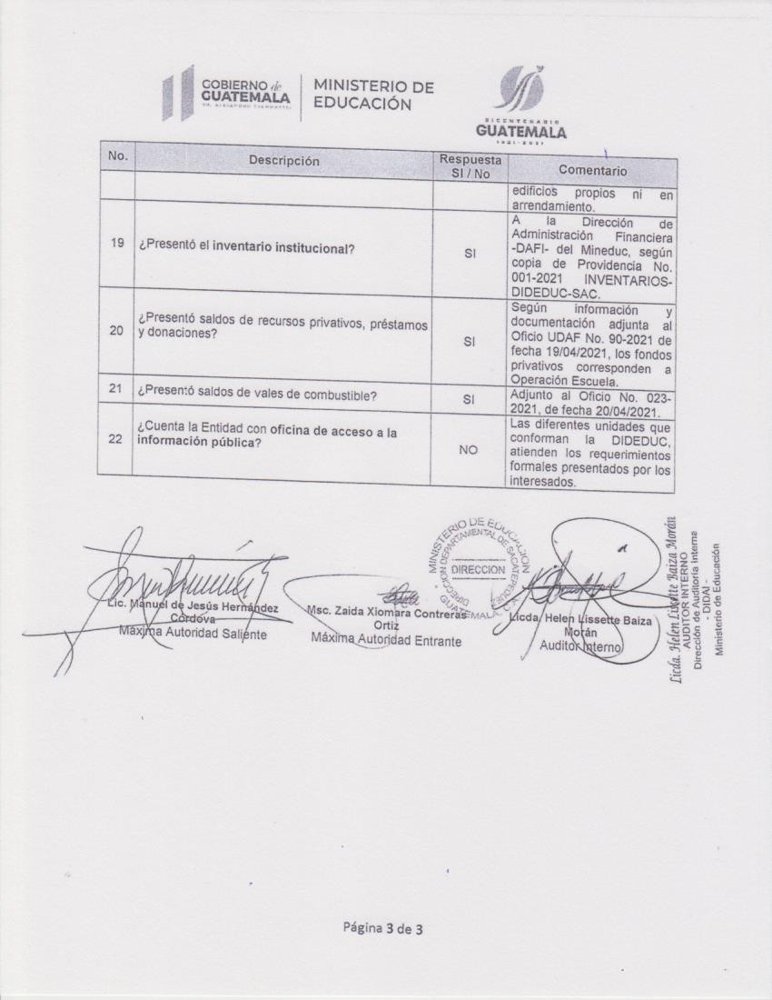 GOBIERNO de
GUATEMALA
DR. ALEJANDRO GIAMMATTEI
MINISTERIO DE
EDUCACIÓN
BICENTENARIO
GUATEMALA
1821-2021
No.
Descripción
Respuesta
SI / No
Comentario
edificios propios ni en
arrendamiento.
19
¿Presentó el inventario institucional?
SI
A la Dirección de
Administración Financiera
-DAFI- del Mineduc, según
copia de Providencia No.
001-2021 INVENTARIOS-
DIDEDUC-SAC.
20
¿Presentó saldos de recursos privativos, préstamos
y donaciones?
SI
Según información y
documentación adjunta al
Oficio UDAF No. 90-2021 de
fecha 19/04/2021, los fondos
privativos corresponden a
Operación Escuela.
21
¿Presentó saldos de vales de combustible?
SI
Adjunto al Oficio No. 023-
2021, de fecha 20/04/2021.
22
¿Cuenta la Entidad con oficina de acceso a la
información pública?
NO
Las diferentes unidades que
conforman la DIDEDUC,
atienden los requerimientos
formales presentados por los
interesados.
Lic. Manuel de Jesús Hernández
Córdova
Máxima Autoridad Saliente
Msc. Zaida Xiomara Contreras
Ortiz
Máxima Autoridad Entrante
MINISTERIO DE EDUCACION
DIRECCION DEPARTAMENTAL DE SACATEPEQUEZ
DIRECCION
DIRECCION
GUATEMALA, C.A.
Licda. Helen Lissette Baiza
Morán
Auditor Interno
Licda. Helen Lissette Baiza Morán
AUDITOR INTERNO
Dirección de Auditoría Interna
- DIDAI -
Ministerio de Educación
Página 3 de 3